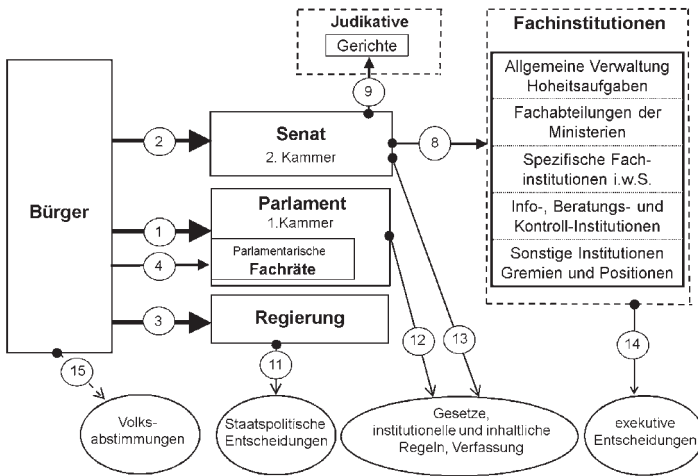 Judikative
Gerichte
Fachinstitutionen
Allgemeine Verwaltung
Hoheitsaufgaben
Fachabteilungen der
Ministerien
Spezifische Fach-
institutionen i.w.S.
Info-, Beratungs- und
Kontroll-Institutionen
Sonstige Institutionen
Gremien und Positionen
9
Bürger
2
Senat
2. Kammer
8
1
Parlament
1.Kammer
4
Parlamentarische
Fachräte
3
Regierung
15
11
12
13
14
Volks-
abstimmungen
Staatspolitische
Entscheidungen
Gesetze,
institutionelle und inhaltliche
Regeln, Verfassung
exekutive
Entscheidungen